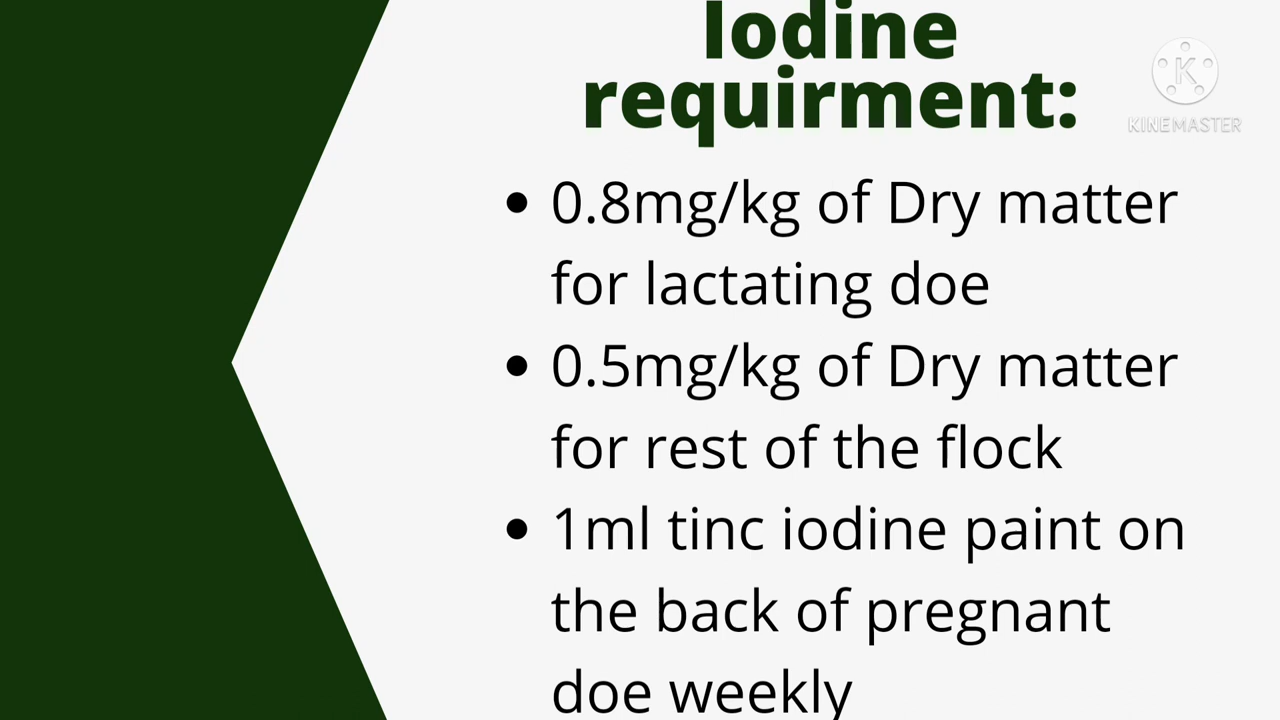 Iodine
requirment:
K
KINEMASTER
• 0.8mg/kg of Dry matter
for lactating doe
• 0.5mg/kg of Dry matter
for rest of the flock
• 1ml tinc iodine paint on
the back of pregnant
doe weekly